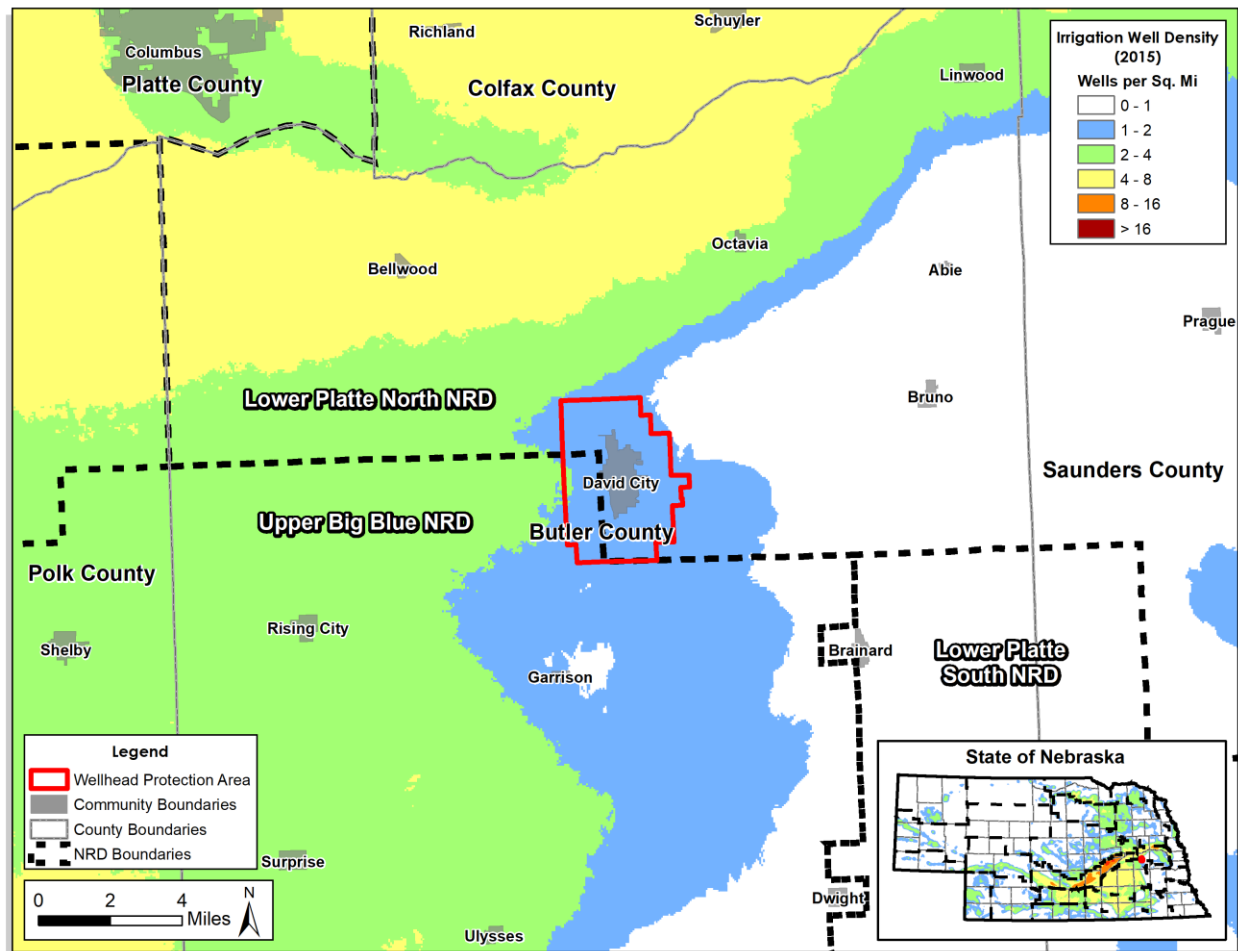 Schuyler
Richland
Columbus
Platte County
Colfax County
Linwood
Irrigation Well Density
(2015)
Wells per Sq. Mi
0 - 1
1 - 2
2 - 4
4 - 8
8 - 16
> 16
Octavia
Bellwood
Abie
Prague
Lower Platte North NRD
Bruno
Saunders County
David City
Upper Big Blue NRD
Butler County
Polk County
Rising City
Shelby
Brainard
Lower Platte
South NRD
Garrison
Legend
Wellhead Protection Area
Community Boundaries
County Boundaries
NRD Boundaries
State of Nebraska
Surprise
N
0 2 4
Miles
Dwight
Ulysses